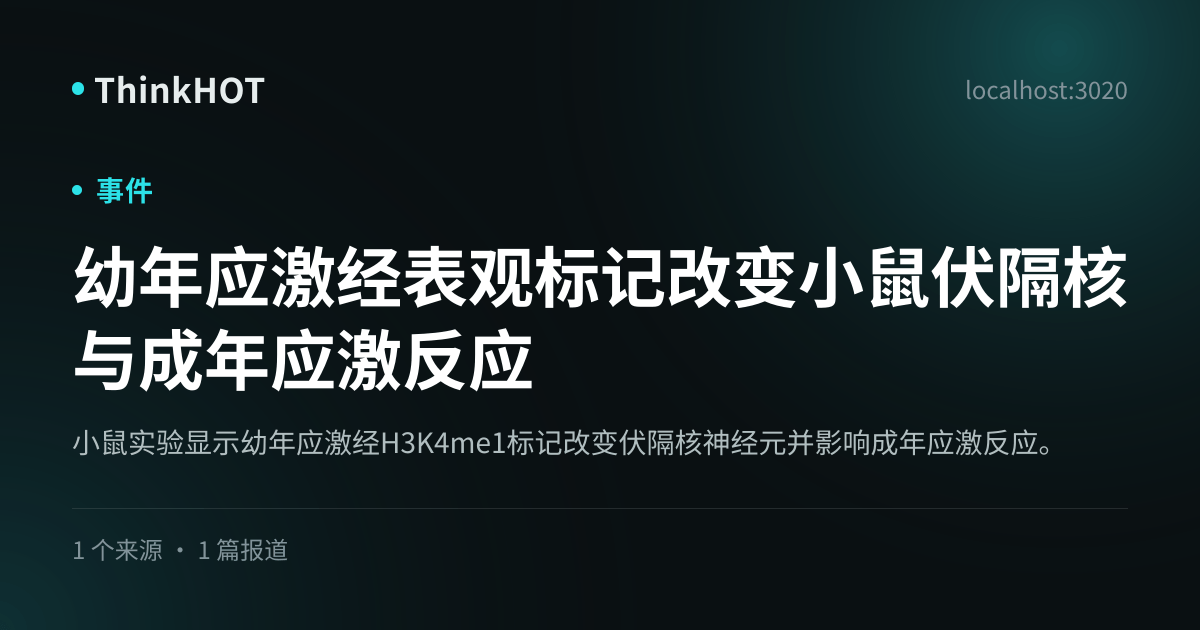 ThinkHOT
localhost:3020
事件
幼年应激经表观标记改变小鼠伏隔核
与成年应激反应
小鼠实验显示幼年应激经H3K4me1标记改变伏隔核神经元并影响成年应激反应。
1 个来源 · 1 篇报道